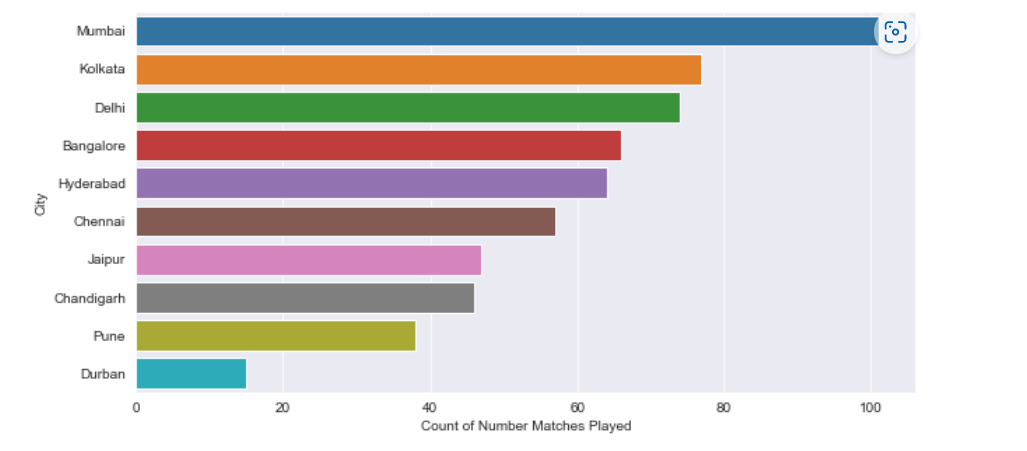 Mumbai
Kolkata
Delhi
Bangalore
Hyderabad
City
Chennai
Jaipur
Chandigarh
Pune
Durban
0 20 40 60 80 100
Count of Number Matches Played